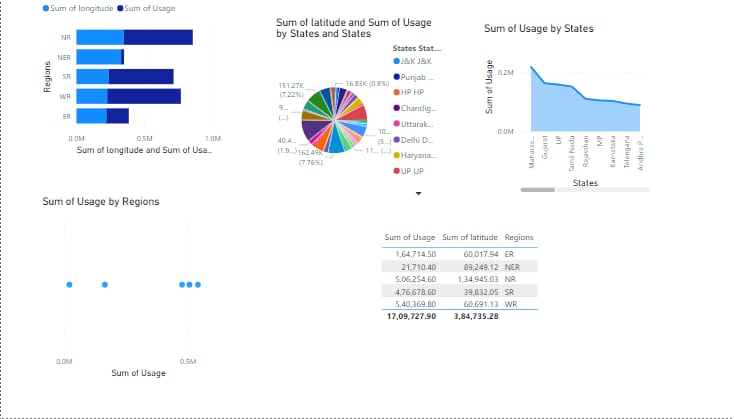 Sum of longitude Sum of Usage
Regions
NR
NER
SR
WR
ER
0.0M 0.5M 1.0M
Sum of longitude and Sum of Usa...
Sum of latitude and Sum of Usage
by States and States
151.27K
(7.22%)
9...
(...)
40.4...
(1.9...)
162.49K
(7.76%)
16.83K (0.8%)
10...
(5...)
11... (...)
States Stat...
J&K J&K
Punjab ...
HP HP
Chandig...
Uttarak...
Delhi D...
Haryana...
UP UP
Sum of Usage by States
Sum of Usage
0.2M
0.0M
Maharas...
Gujarat
UP
Tamil Nadu
Rajasthan
MP
Karnataka
Telangana
Andhra P...
States
Sum of Usage by Regions
0.0M 0.5M
Sum of Usage
Sum of Usage Sum of latitude Regions
1,64,714.50 60,017.94 ER
21,710.40 89,249.12 NER
5,06,254.60 1,34,945.03 NR
4,76,678.60 39,832.05 SR
5,40,369.80 60,691.13 WR
17,09,727.90 3,84,735.28